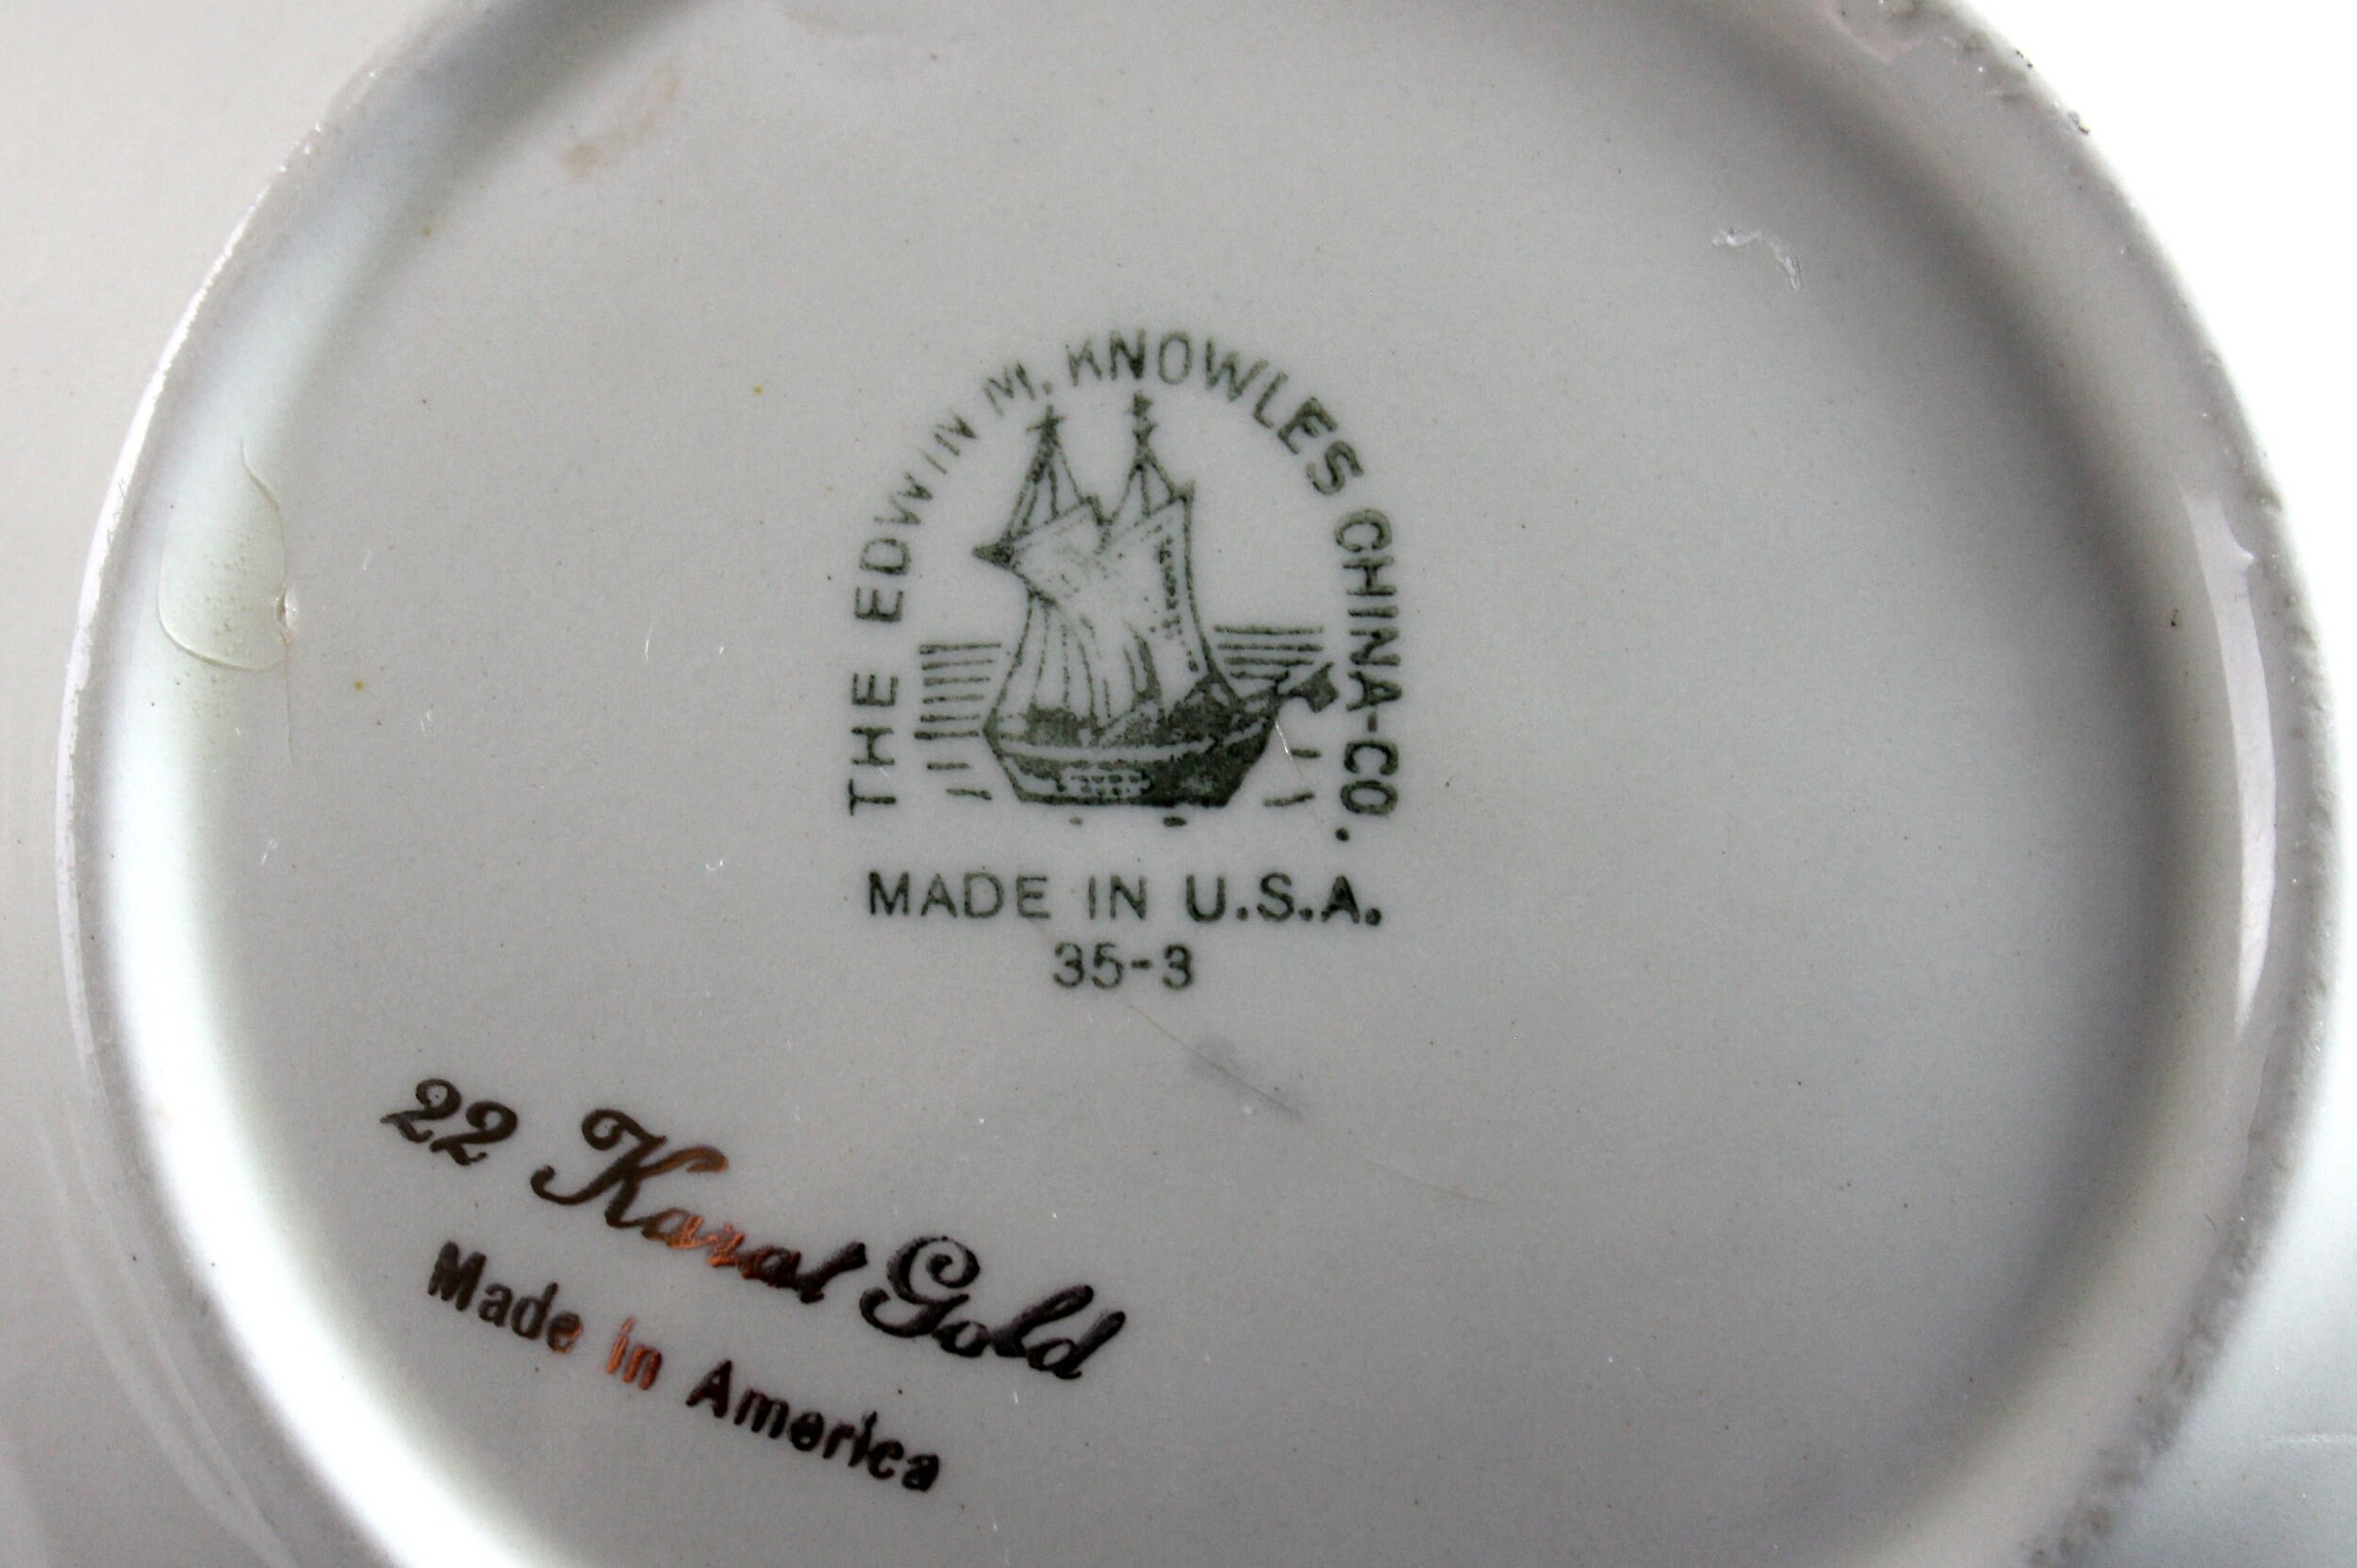 THE EDWIN M. KNOWLES CHINA-CO.
MADE IN U.S.A.
35-3
22 Karat Gold
Made in America